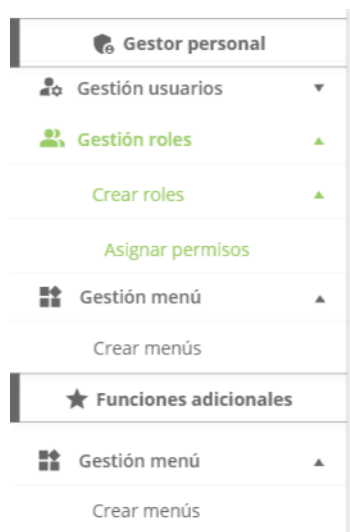 Gestor personal
Gestión usuarios
Gestión roles
Crear roles
Asignar permisos
Gestión menú
Crear menús
Funciones adicionales
Gestión menú
Crear menús